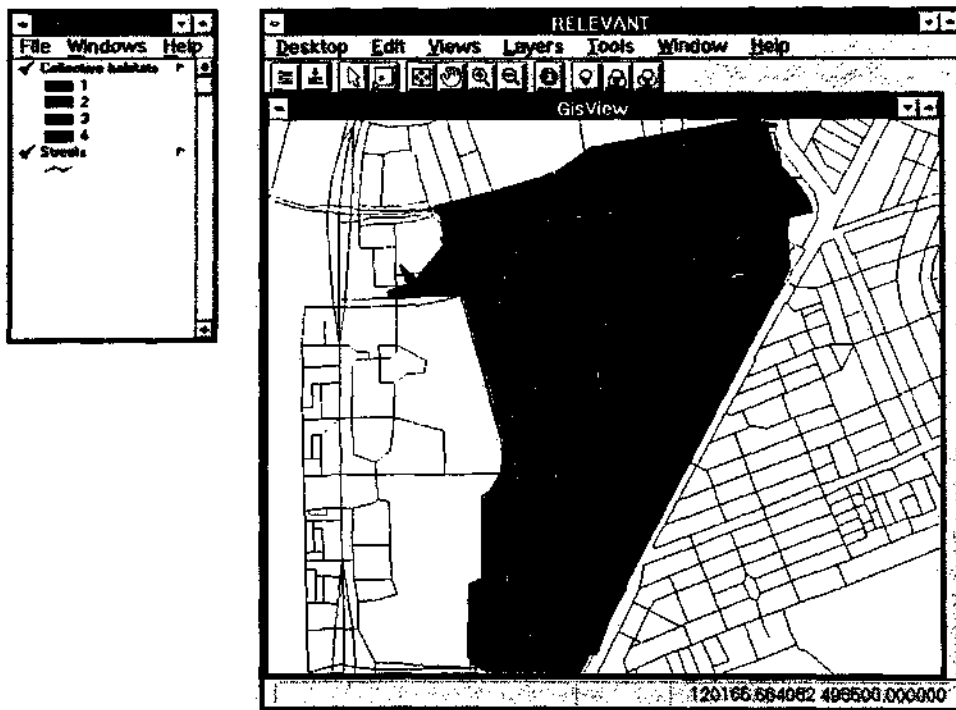 File Windows Help
Collective habitats
1
2
3
4
Streets
RELEVANT
Desktop Edit Views Layers Tools Window Help
GisView
120166.664062 496500.000000